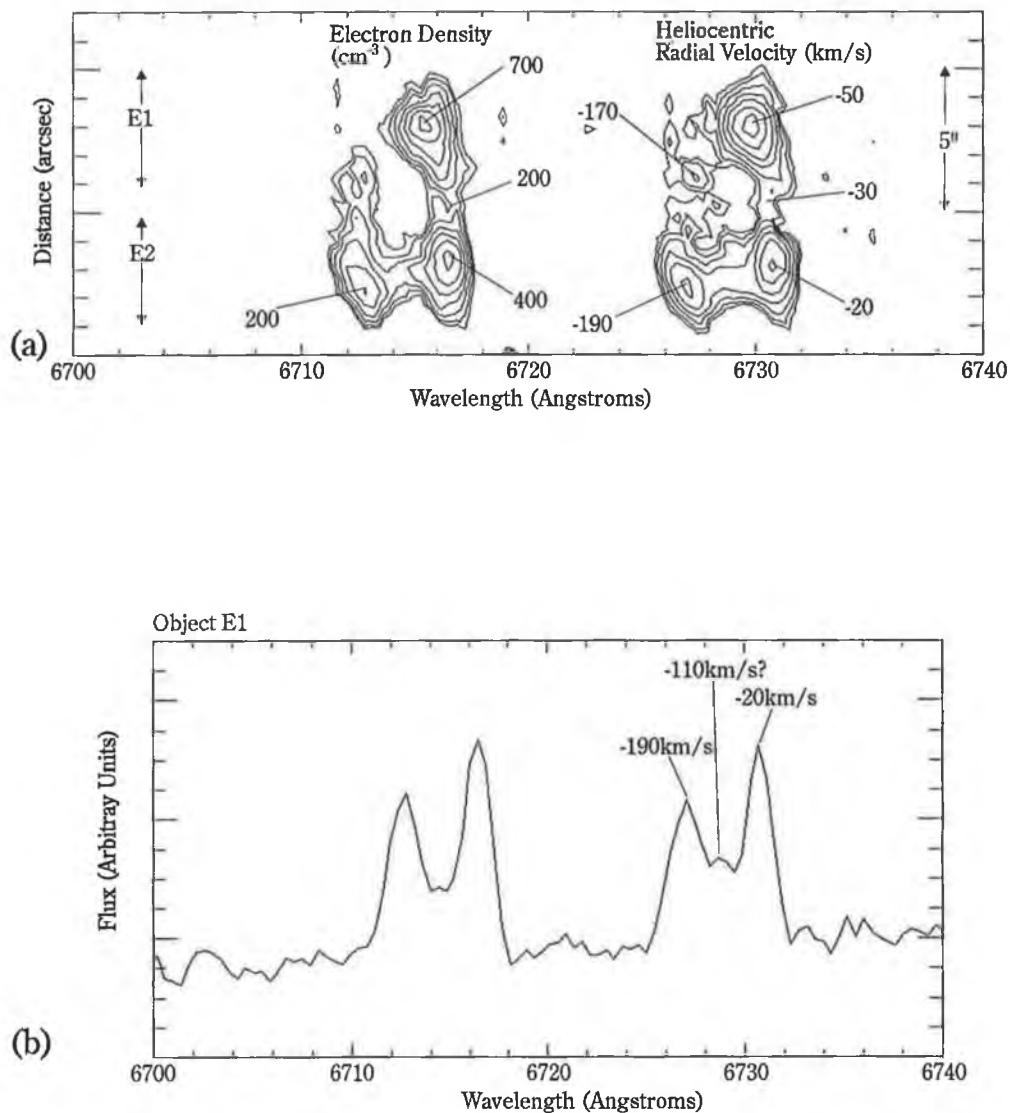 Electron Density
(cm-3)
Heliocentric
Radial Velocity (km/s)
700
-50
-170
E1
5"
200
-30
E2
400
-20
200
-190
Distance (arcsec)
(a)
6700
6710
6720
6730
6740
Wavelength (Angstroms)
Object E1
-110km/s?
-20km/s
-190km/s
Flux (Arbitray Units)
(b)
6700
6710
6720
6730
6740
Wavelength (Angstroms)